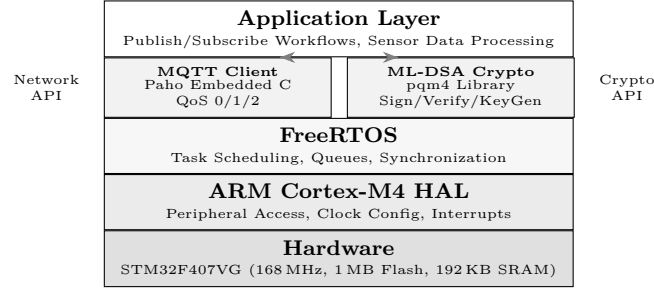 Application Layer
Publish/Subscribe Workflows, Sensor Data Processing
Network
API
MQTT Client
Paho Embedded C
QoS 0/1/2
ML-DSA Crypto
pqm4 Library
Sign/Verify/KeyGen
Crypto
API
FreeRTOS
Task Scheduling, Queues, Synchronization
ARM Cortex-M4 HAL
Peripheral Access, Clock Config, Interrupts
Hardware
STM32F407VG (168 MHz, 1 MB Flash, 192 KB SRAM)